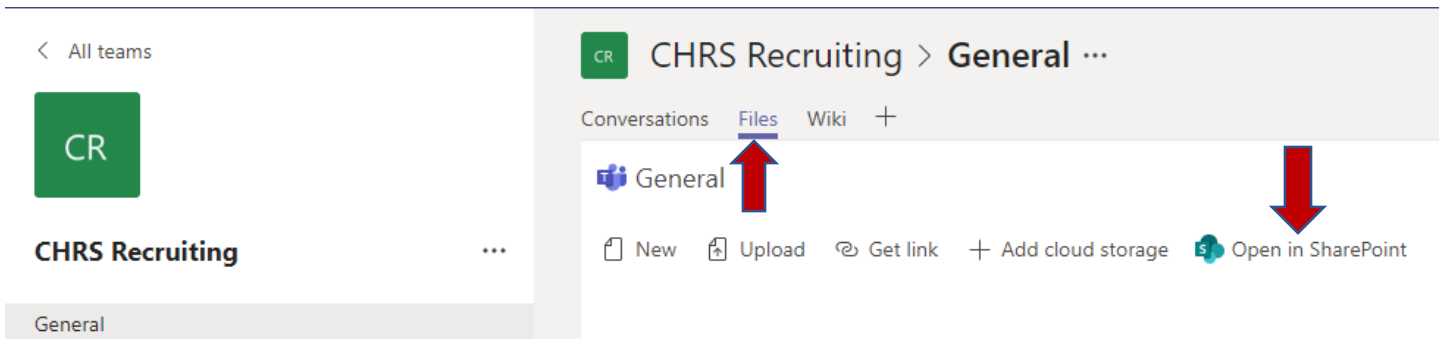 < All teams
CR
CHRS Recruiting ...
General
CR CHRS Recruiting > General ...
Conversations Files Wiki +
General
New Upload Get link + Add cloud storage Open in SharePoint